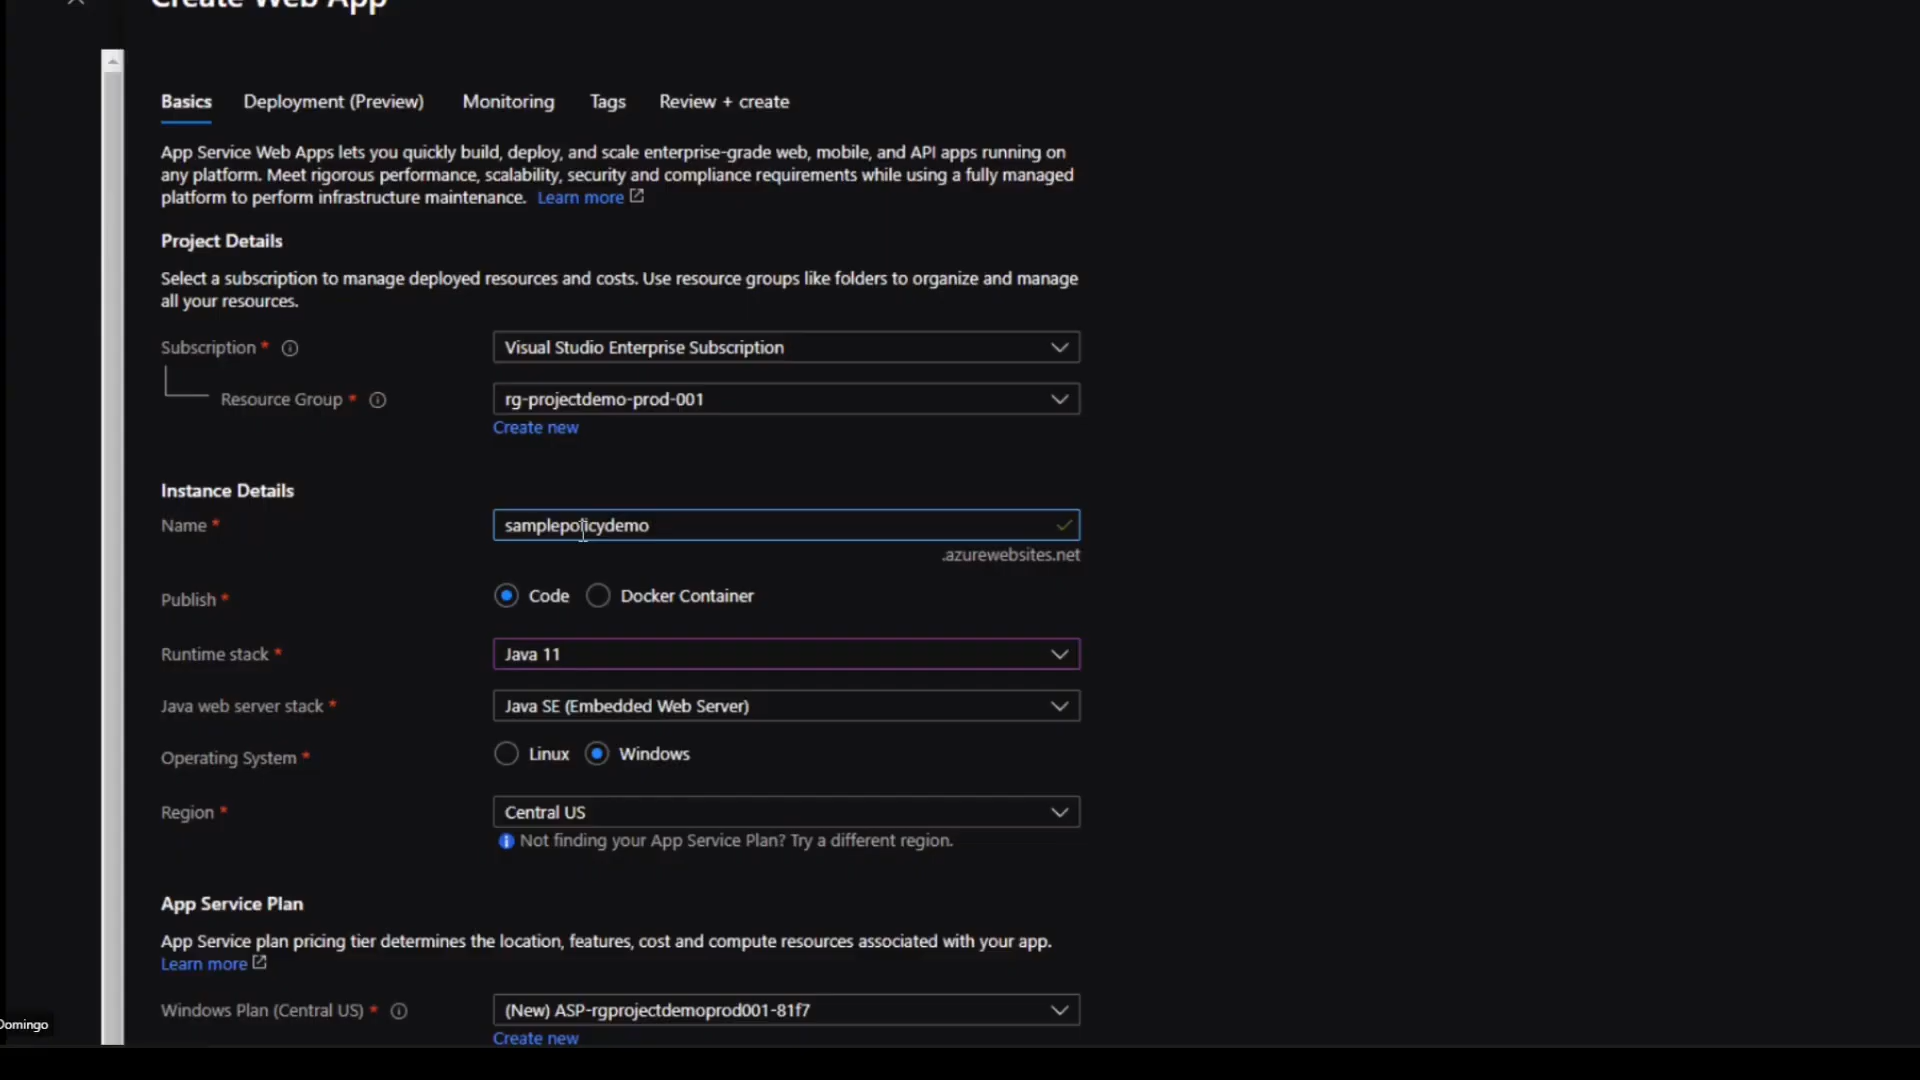 Create Web App
Basics
Deployment (Preview)
Monitoring
Tags
Review + create
App Service Web Apps lets you quickly build, deploy, and scale enterprise-grade web, mobile, and API apps running on
any platform. Meet rigorous performance, scalability, security and compliance requirements while using a fully managed
platform to perform infrastructure maintenance. Learn more
Project Details
Select a subscription to manage deployed resources and costs. Use resource groups like folders to organize and manage
all your resources.
Subscription *
Visual Studio Enterprise Subscription
Resource Group *
rg-projectdemo-prod-001
Create new
Instance Details
Name *
samplepolicydemo
.azurewebsites.net
Publish *
Code
Docker Container
Runtime stack *
Java 11
Java web server stack *
Java SE (Embedded Web Server)
Operating System *
Linux
Windows
Region *
Central US
Not finding your App Service Plan? Try a different region.
App Service Plan
App Service plan pricing tier determines the location, features, cost and compute resources associated with your app.
Learn more
Windows Plan (Central US) *
(New) ASP-rgprojectdemoprod001-81f7
Create new
Domingo